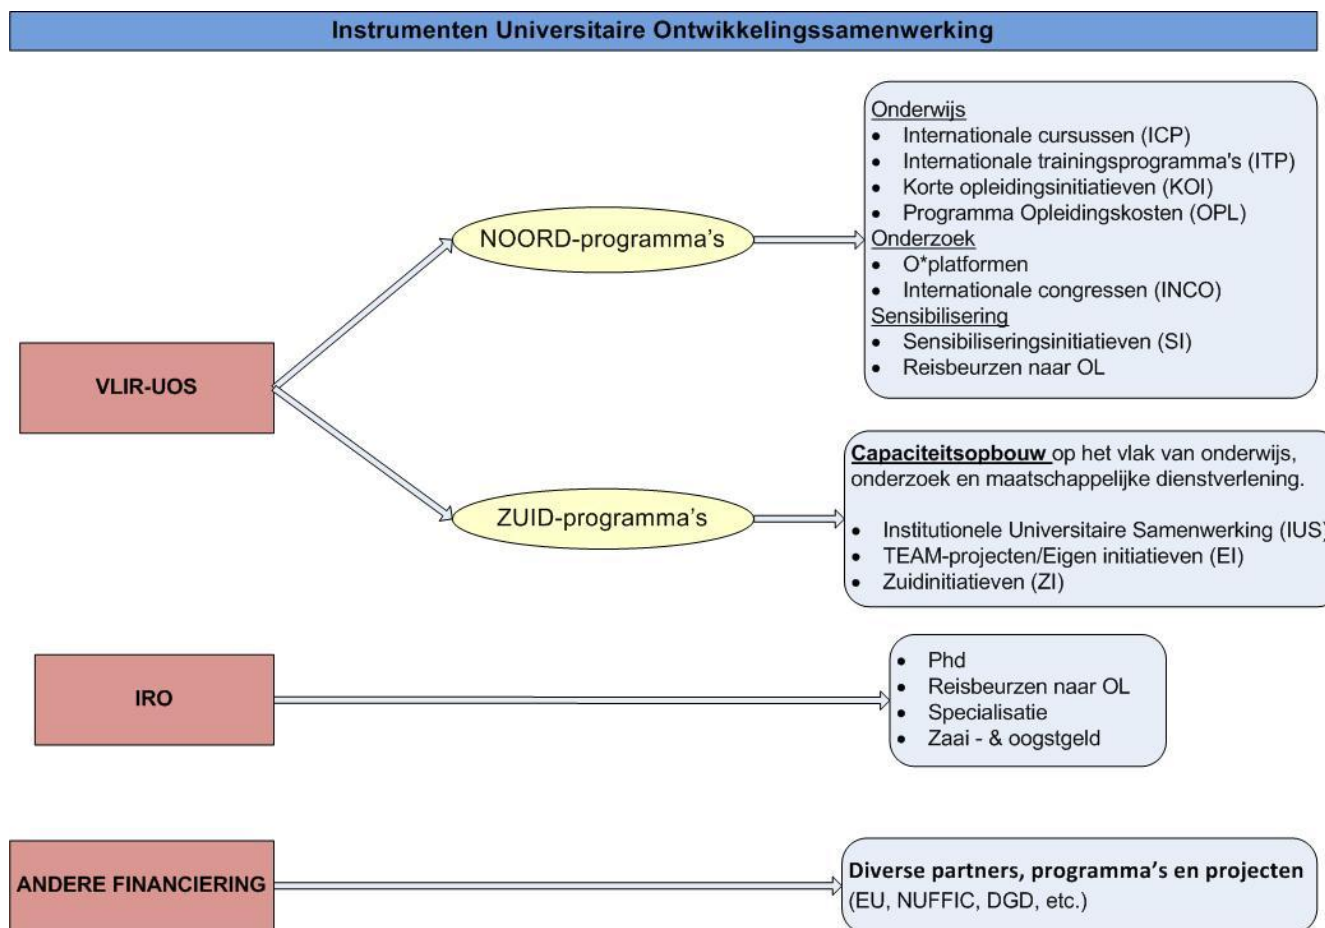 Instrumenten Universitaire Ontwikkelingssamenwerking
Onderwijs
• Internationale cursussen (ICP)
• Internationale trainingsprogramma's (ITP)
• Korte opleidingsinitiatieven (KOI)
• Programma Opleidingskosten (OPL)
Onderzoek
• O*platformen
• Internationale congressen (INCO)
Sensibilisering
• Sensibiliseringsinitiatieven (SI)
• Reisbeurzen naar OL
NOORD-programma's
VLIR-UOS
ZUID-programma's
Capaciteitsopbouw op het vlak van onderwijs,
onderzoek en maatschappelijke dienstverlening.
• Institutionele Universitaire Samenwerking (IUS)
• TEAM-projecten/Eigen initiatieven (EI)
• Zuidinitiatieven (ZI)
IRO
• Phd
• Reisbeurzen naar OL
• Specialisatie
• Zaai - & oogstgeld
ANDERE FINANCIERING
Diverse partners, programma's en projecten
(EU, NUFFIC, DGD, etc.)